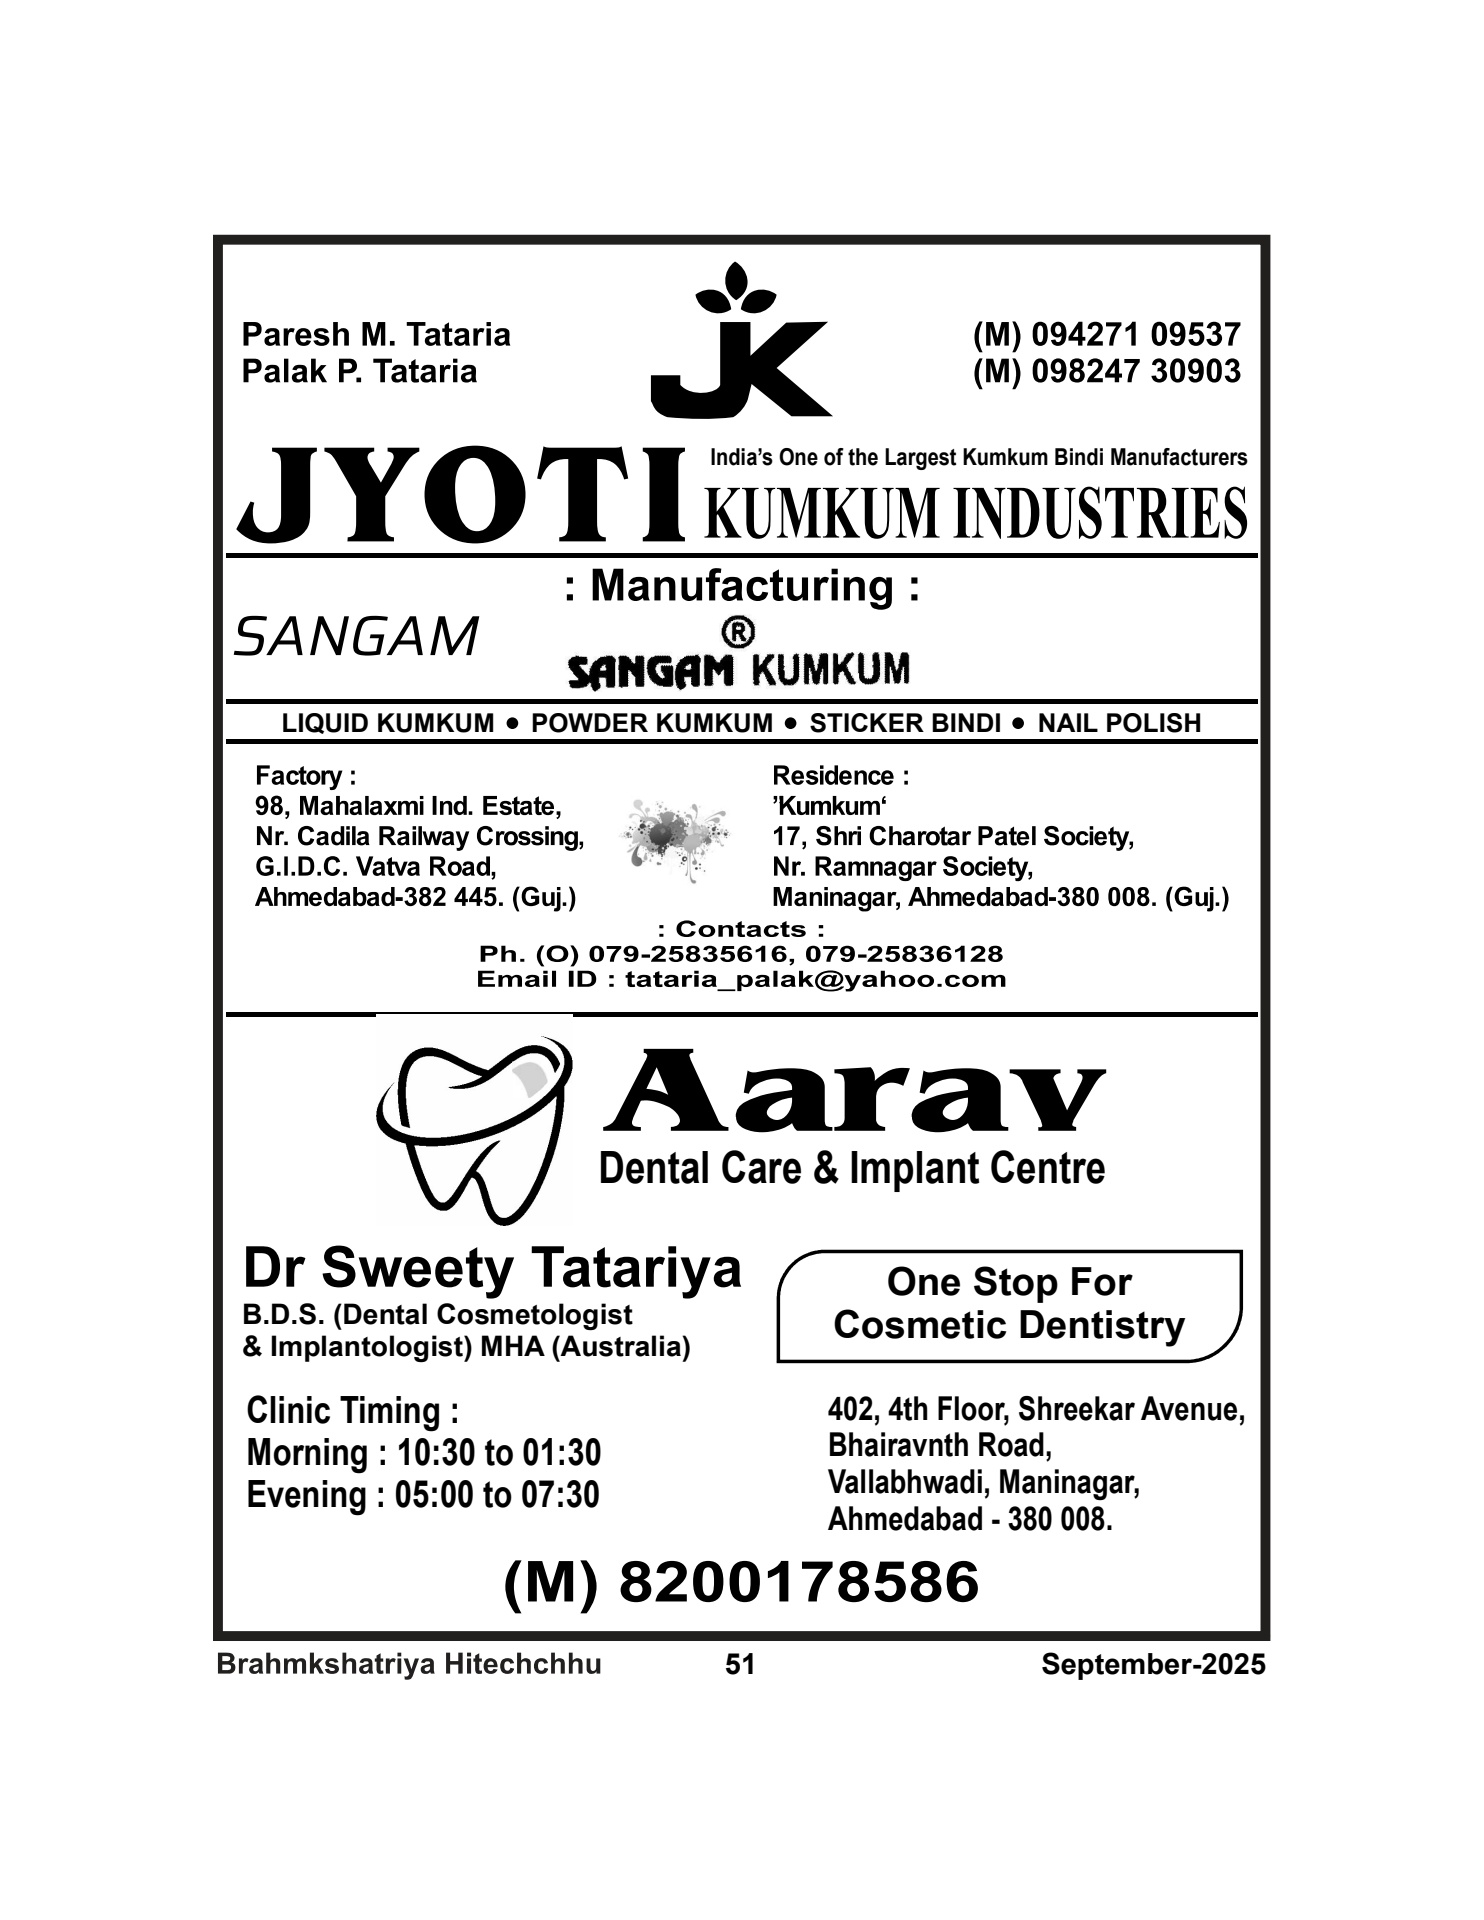 Paresh M. Tataria
Palak P. Tataria
JK
(M) 094271 09537
(M) 098247 30903
JYOTI
India’s One of the Largest Kumkum Bindi Manufacturers
KUMKUM INDUSTRIES
: Manufacturing :
SANGAM
®
SANGAM KUMKUM
LIQUID KUMKUM ● POWDER KUMKUM ● STICKER BINDI ● NAIL POLISH
Factory :
98, Mahalaxmi Ind. Estate,
Nr. Cadila Railway Crossing,
G.I.D.C. Vatva Road,
Ahmedabad-382 445. (Guj.)
Residence :
’Kumkum‘
17, Shri Charotar Patel Society,
Nr. Ramnagar Society,
Maninagar, Ahmedabad-380 008. (Guj.)
: Contacts :
Ph. (O) 079-25835616, 079-25836128
Email ID : tataria_palak@yahoo.com
Aarav
Dental Care & Implant Centre
Dr Sweety Tatariya
B.D.S. (Dental Cosmetologist
& Implantologist) MHA (Australia)
One Stop For
Cosmetic Dentistry
Clinic Timing :
Morning : 10:30 to 01:30
Evening : 05:00 to 07:30
402, 4th Floor, Shreekar Avenue,
Bhairavnth Road,
Vallabhwadi, Maninagar,
Ahmedabad - 380 008.
(M) 8200178586
Brahmkshatriya Hitechchhu
51
September-2025